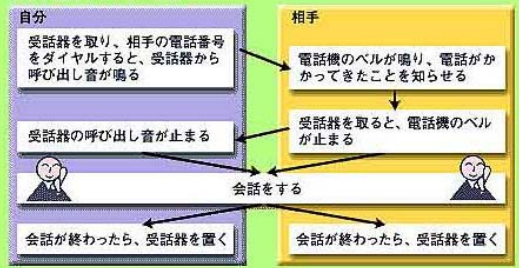 自分
受話器を取り、相手の電話番号
をダイヤルすると、受話器から
呼び出し音が鳴る
相手
電話機のベルが鳴り、電話がか
かってきたことを知らせる
受話器を取ると、電話機のベル
が止まる
受話器の呼び出し音が止まる
会話をする
会話が終わったら、受話器を置く
会話が終わったら、受話器を置く